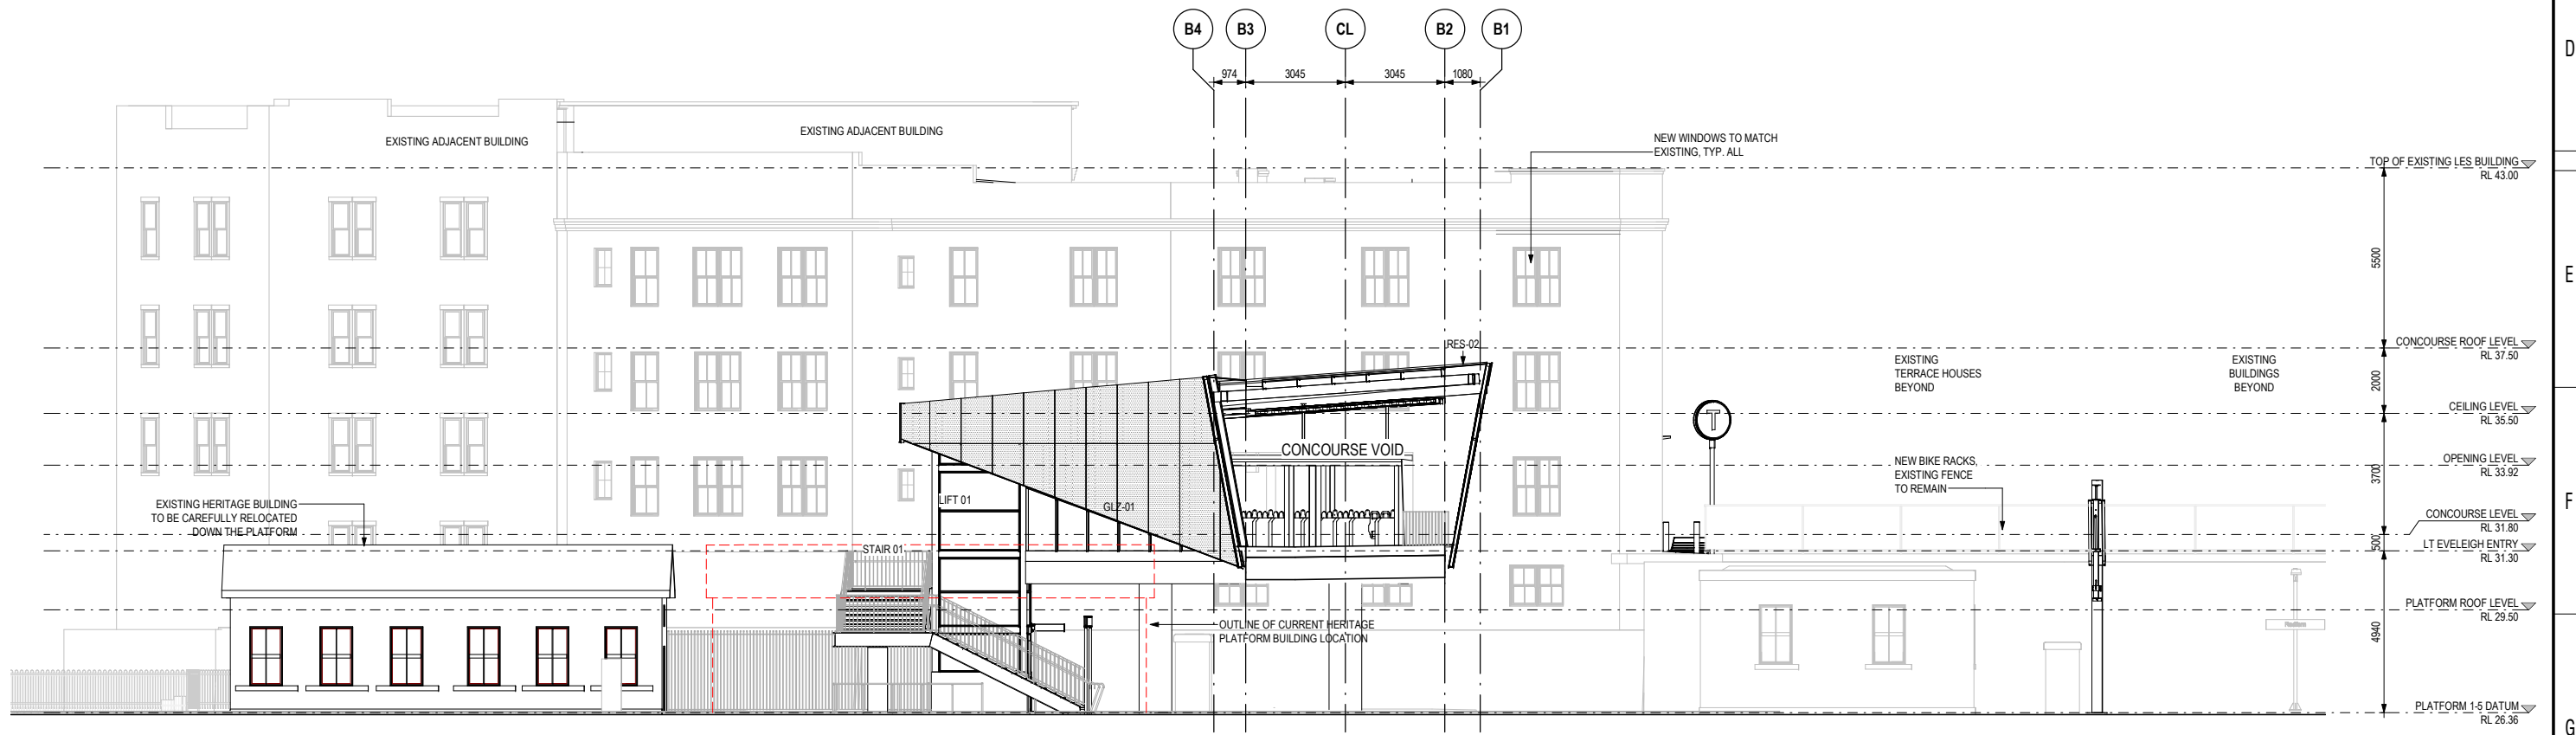 B4 B3 CL B2 B1
D
974 3045 3045 1080
EXISTING ADJACENT BUILDING
EXISTING ADJACENT BUILDING
NEW WINDOWS TO MATCH
EXISTING, TYP. ALL
TOP OF EXISTING LES BUILDING
RL 43.00
5500
E
RFS-02
CONCOURSE ROOF LEVEL
RL 37.50
EXISTING
TERRACE HOUSES
BEYOND
EXISTING
BUILDINGS
BEYOND
2000
CEILING LEVEL
RL 35.50
T
CONCOURSE VOID
OPENING LEVEL
RL 33.92
3700
NEW BIKE RACKS,
EXISTING FENCE
TO REMAIN
EXISTING HERITAGE BUILDING
TO BE CAREFULLY RELOCATED
DOWN THE PLATFORM
LIFT 01
GLZ-01
F
CONCOURSE LEVEL
RL 31.80
500
STAIR 01
LT EVELEIGH ENTRY
RL 31.30
PLATFORM ROOF LEVEL
RL 29.50
OUTLINE OF CURRENT HERITAGE
PLATFORM BUILDING LOCATION
Redfern
4940
PLATFORM 1-5 DATUM
RL 26.36
G